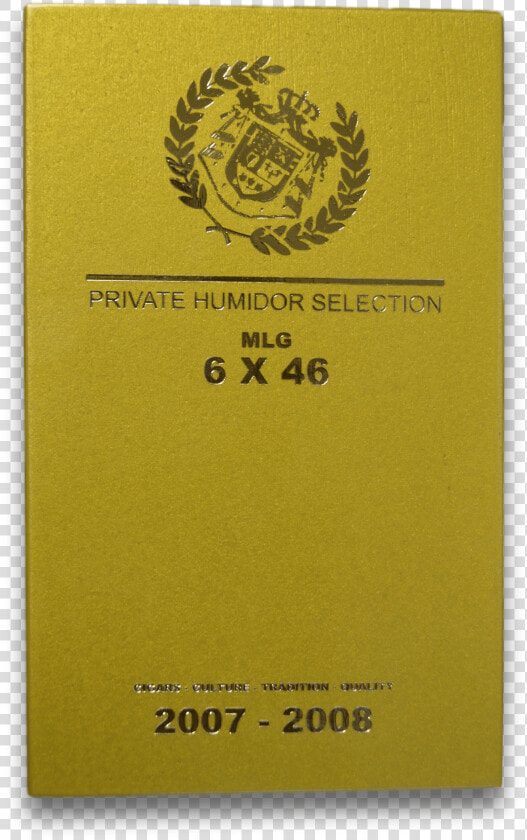 PRIVATE HUMIDOR SELECTION
MLG
6 X 46
CIGARS - CULTURE - TRADITION - QUALITY
2007 - 2008